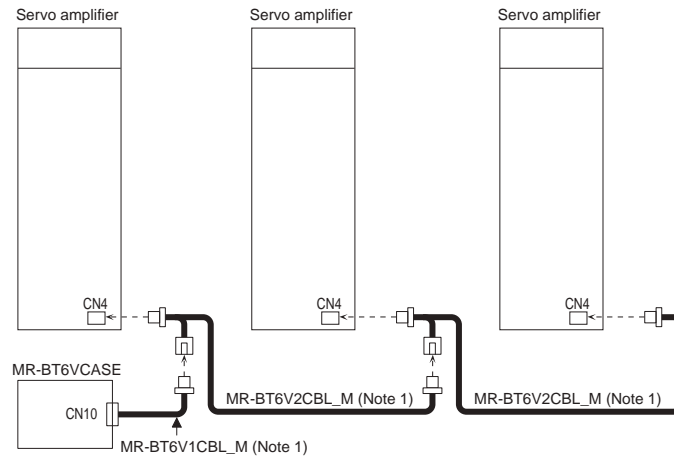 Servo amplifier
Servo amplifier
Servo amplifier
CN4
CN4
CN4
MR-BT6VCASE
CN10
MR-BT6V2CBL_M (Note 1)
MR-BT6V2CBL_M (Note 1)
MR-BT6V1CBL_M (Note 1)